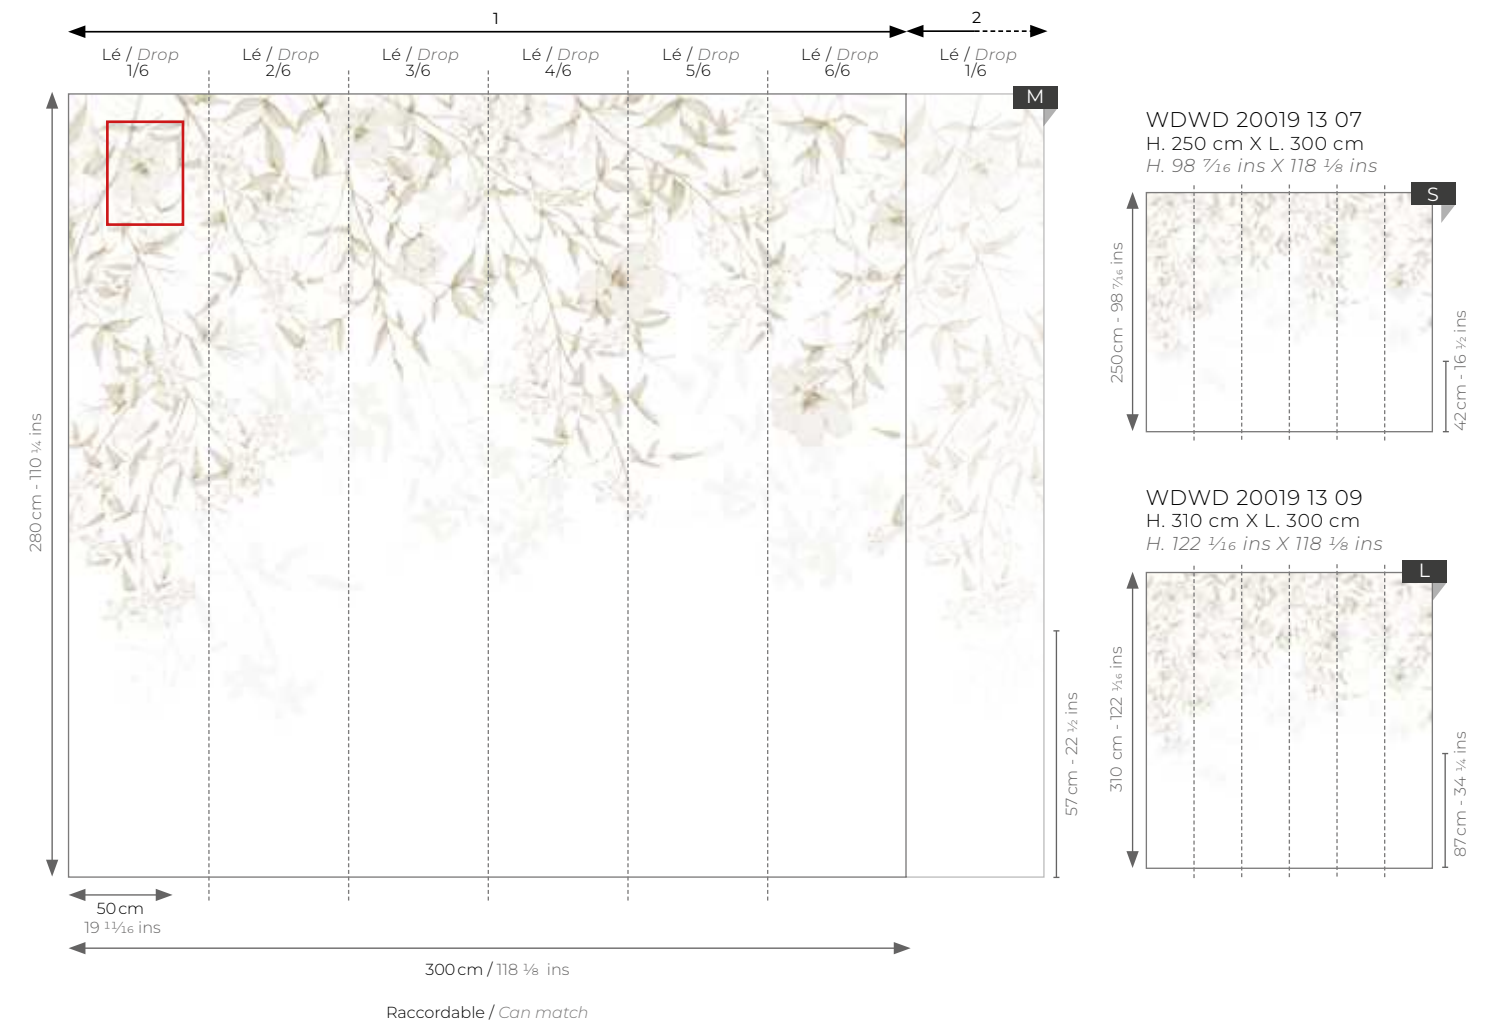 1
2
Lé / Drop
1/6
Lé / Drop
2/6
Lé / Drop
3/6
Lé / Drop
4/6
Lé / Drop
5/6
Lé / Drop
6/6
Lé / Drop
1/6
M
280 cm - 110 ¼ ins
57 cm - 22 ½ ins
50 cm
19 ¹¹⁄₁₆ ins
300 cm / 118 ⅛ ins
Raccordable / Can match
WDWD 20019 13 07
H. 250 cm X L. 300 cm
H. 98 ⁷⁄₁₆ ins X 118 ⅛ ins
S
250 cm - 98 ⁷⁄₁₆ ins
42 cm - 16 ½ ins
WDWD 20019 13 09
H. 310 cm X L. 300 cm
H. 122 ¹⁄₁₆ ins X 118 ⅛ ins
L
310 cm - 122 ¹⁄₁₆ ins
87 cm - 34 ¼ ins